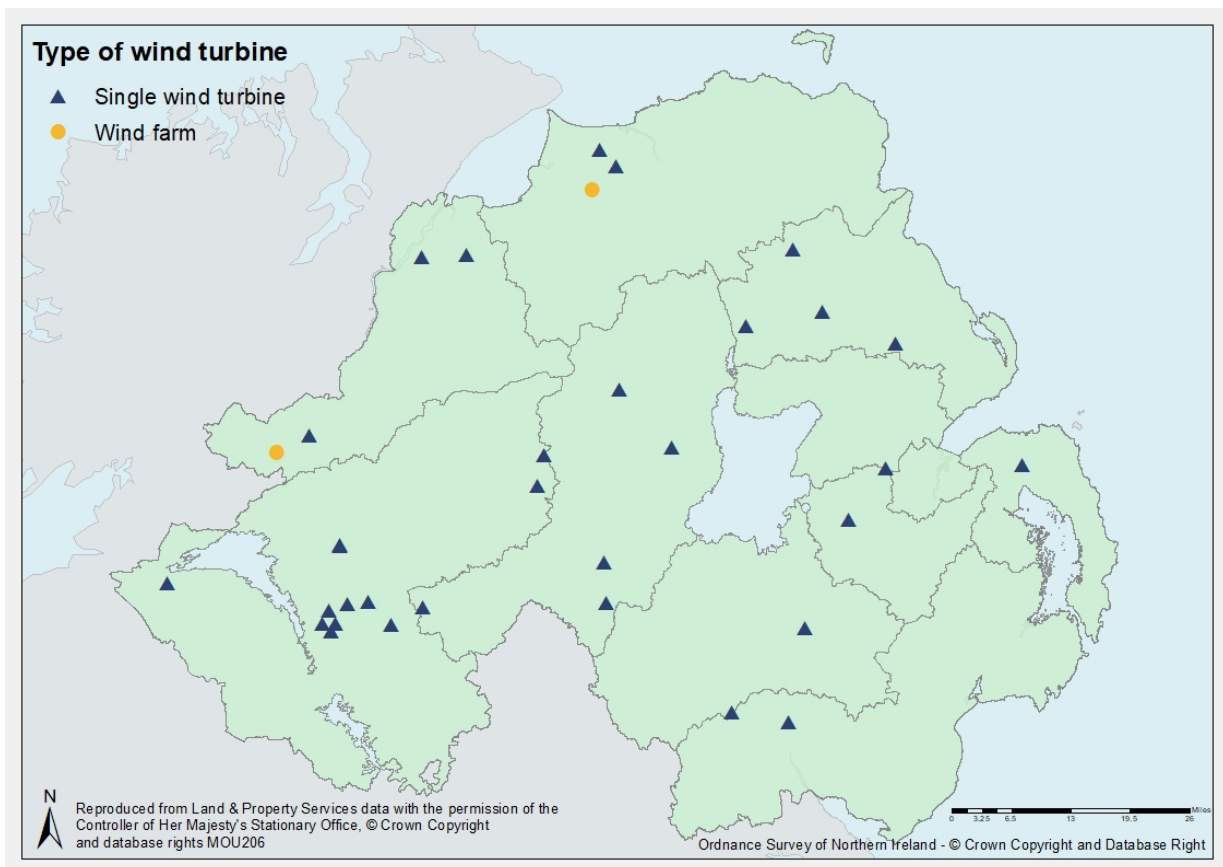 Type of wind turbine
Single wind turbine
Wind farm
N
Reproduced from Land & Property Services data with the permission of the
Controller of Her Majesty's Stationary Office, © Crown Copyright
and database rights MOU206
Miles
0 3.25 6.5 13 19.5 26
Ordnance Survey of Northern Ireland - © Crown Copyright and Database Right